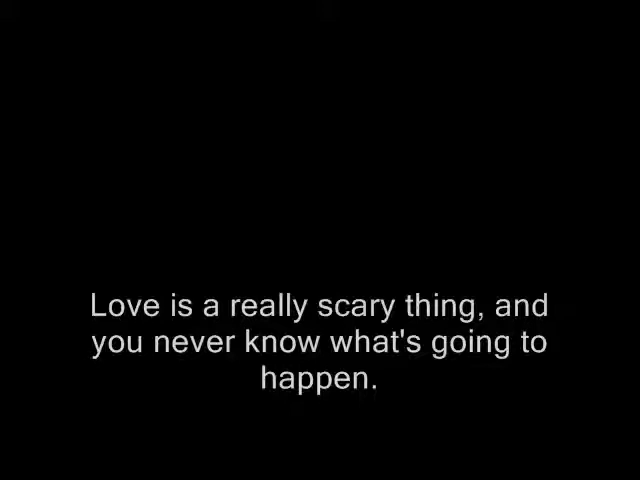 Love is a really scary thing, and
you never know what's going to
happen.